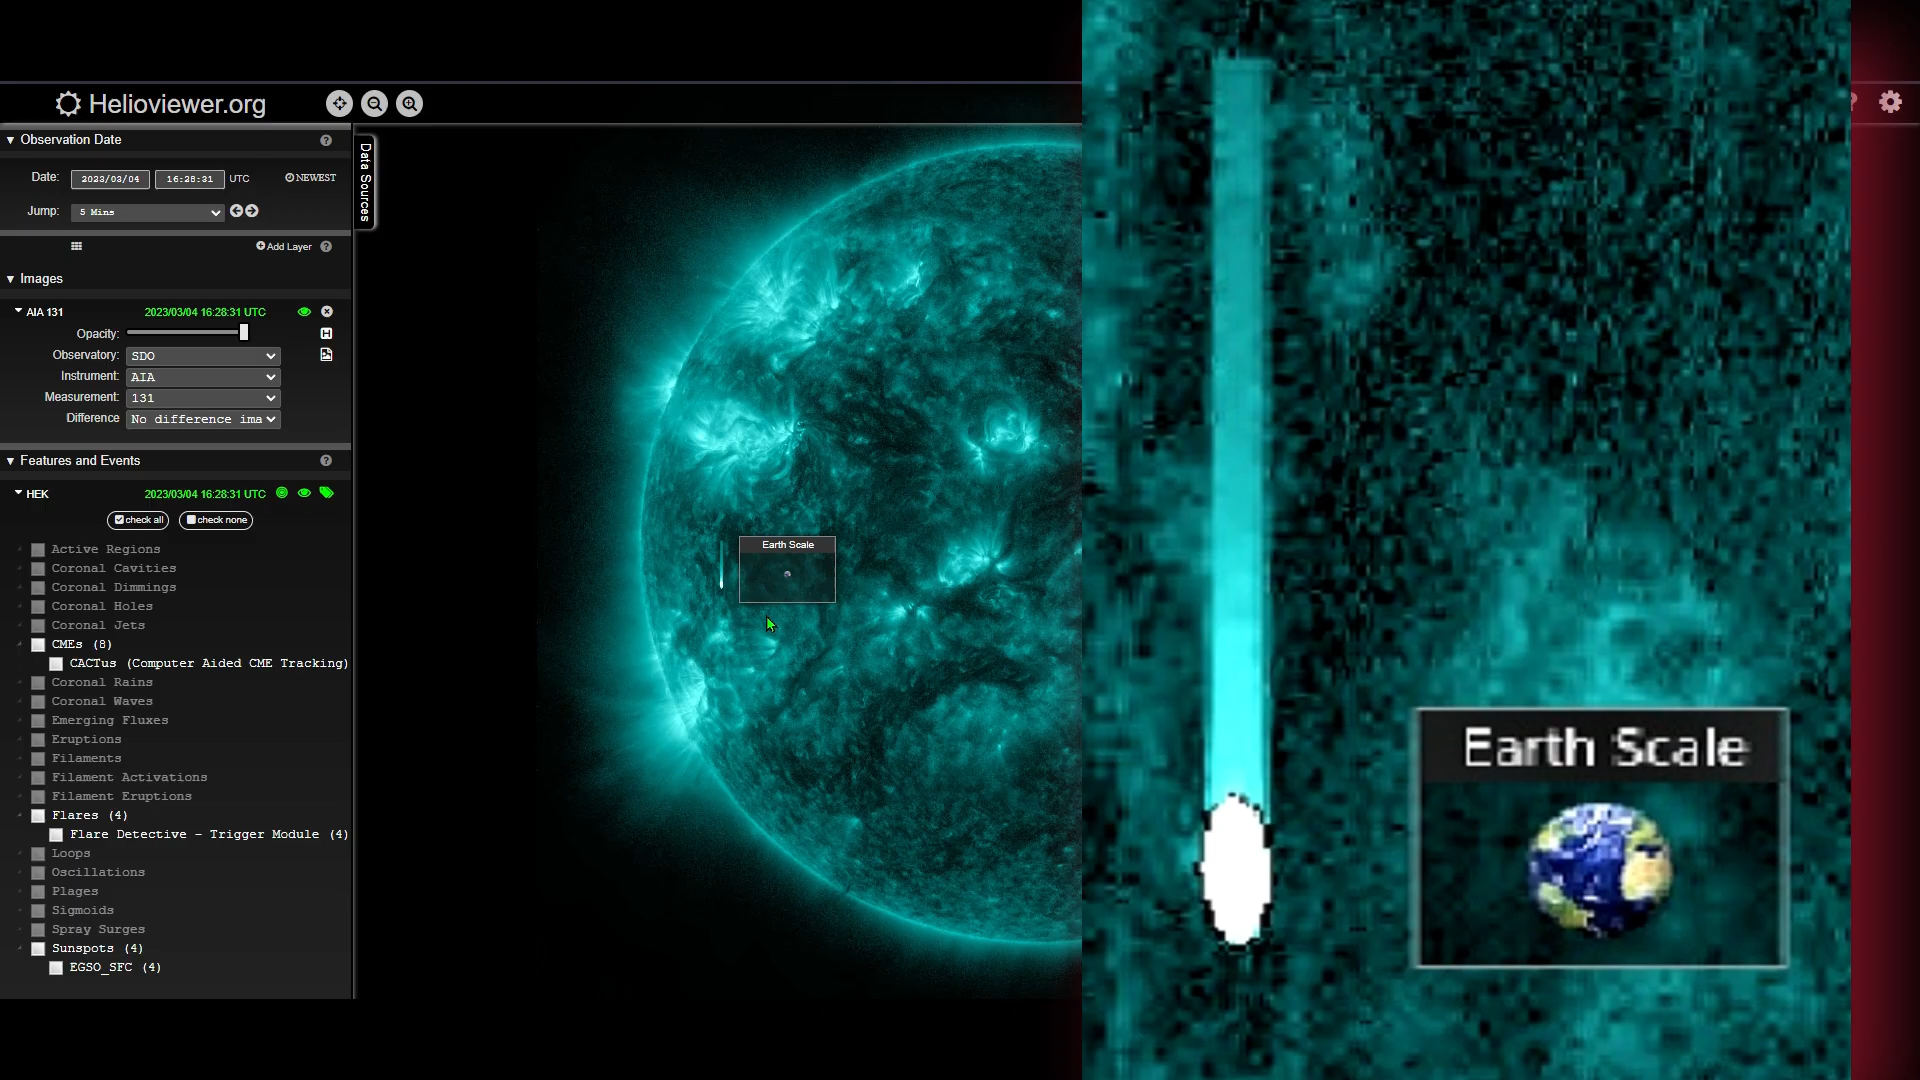 Helioviewer.org
Observation Date
Date: 2023/03/04 16:28:31 UTC NEWEST
Jump: 5 Mins
Add Layer
Images
AIA 131 2023/03/04 16:28:31 UTC
Opacity:
Observatory: SDO
Instrument: AIA
Measurement: 131
Difference No difference ima
Features and Events
HEK 2023/03/04 16:28:31 UTC
check all check none
Active Regions
Coronal Cavities
Coronal Dimmings
Coronal Holes
Coronal Jets
CMEs (8)
CACTus (Computer Aided CME Tracking)
Coronal Rains
Coronal Waves
Emerging Fluxes
Eruptions
Filaments
Filament Activations
Filament Eruptions
Flares (4)
Flare Detective - Trigger Module (4)
Loops
Oscillations
Plages
Sigmoids
Spray Surges
Sunspots (4)
EGSO_SFC (4)
Data Sources
Earth Scale
Earth Scale